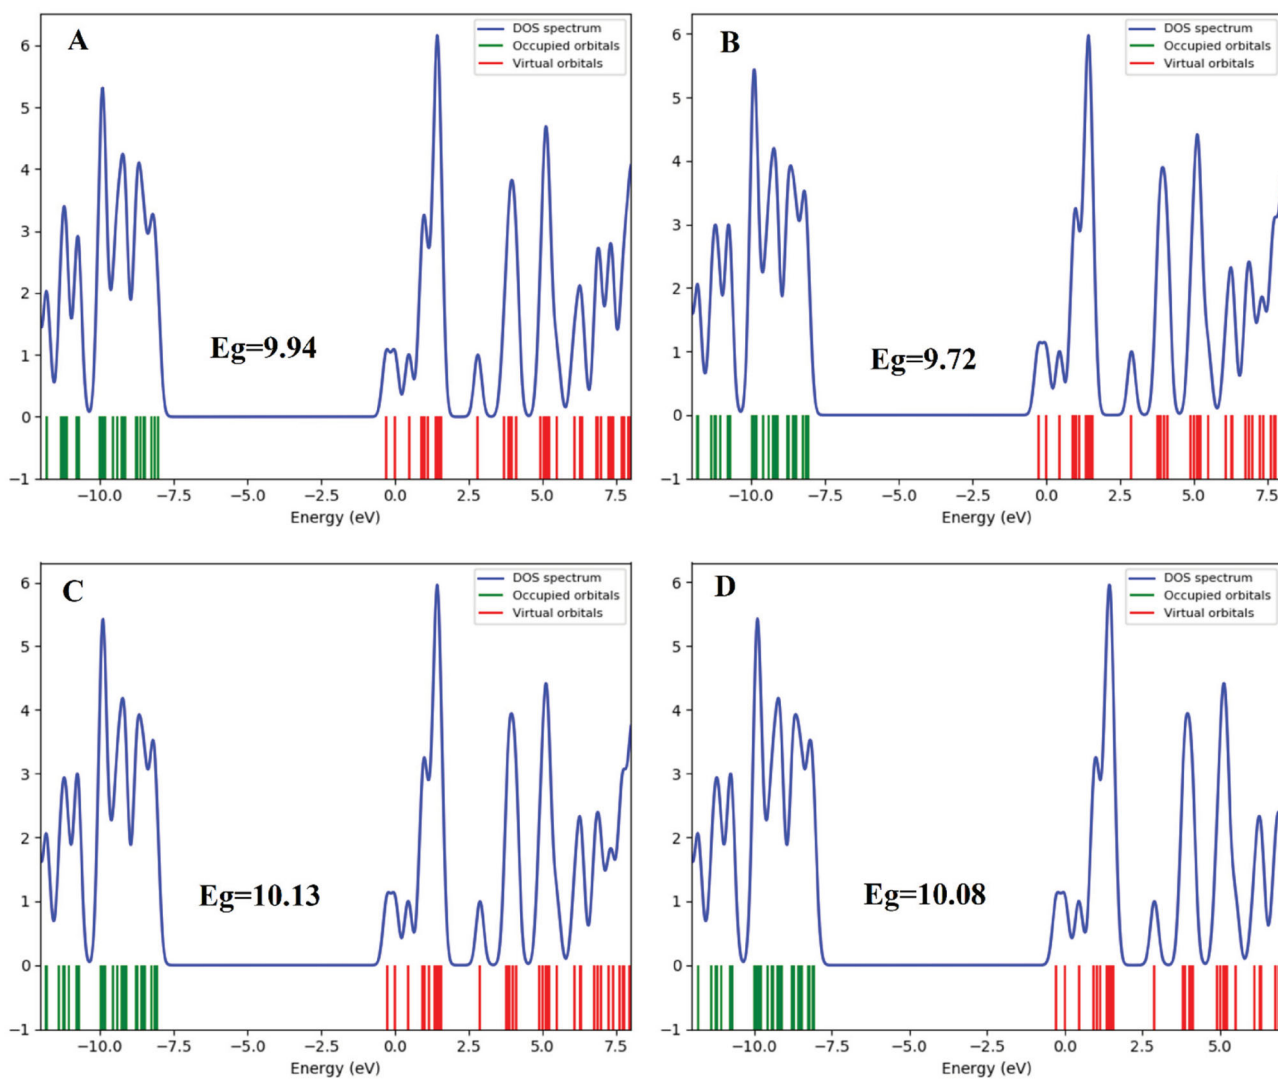 A
DOS spectrum
Occupied orbitals
Virtual orbitals
6
5
4
3
2
1
0
−1
Eg=9.94
−10.0 −7.5 −5.0 −2.5 0.0 2.5 5.0 7.5
Energy (eV)
B
DOS spectrum
Occupied orbitals
Virtual orbitals
6
5
4
3
2
1
0
−1
Eg=9.72
−10.0 −7.5 −5.0 −2.5 0.0 2.5 5.0 7.5
Energy (eV)
C
DOS spectrum
Occupied orbitals
Virtual orbitals
6
5
4
3
2
1
0
−1
Eg=10.13
−10.0 −7.5 −5.0 −2.5 0.0 2.5 5.0 7.5
Energy (eV)
D
DOS spectrum
Occupied orbitals
Virtual orbitals
6
5
4
3
2
1
0
−1
Eg=10.08
−10.0 −7.5 −5.0 −2.5 0.0 2.5 5.0
Energy (eV)